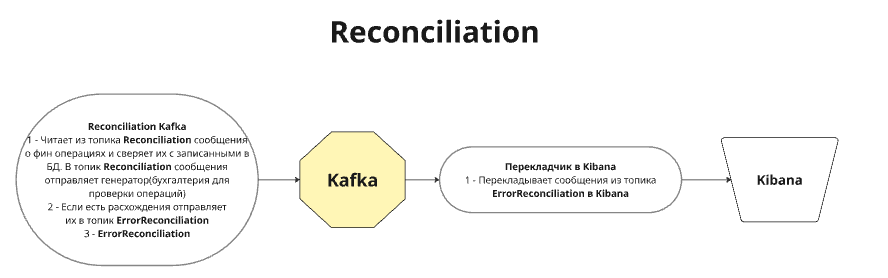 Reconciliation
Reconciliation Kafka
1 - Читает из топика Reconciliation сообщения
о фин операциях и сверяет их с записанными в
БД. В топик Reconciliation сообщения
отправляет генератор(бухгалтерия для
проверки операций)
2 - Если есть расхождения отправляет
их в топик ErrorReconciliation
3 - ErrorReconciliation
Kafka
Перекладчик в Kibana
1 - Перекладывает сообщения из топика
ErrorReconciliation в Kibana
Kibana